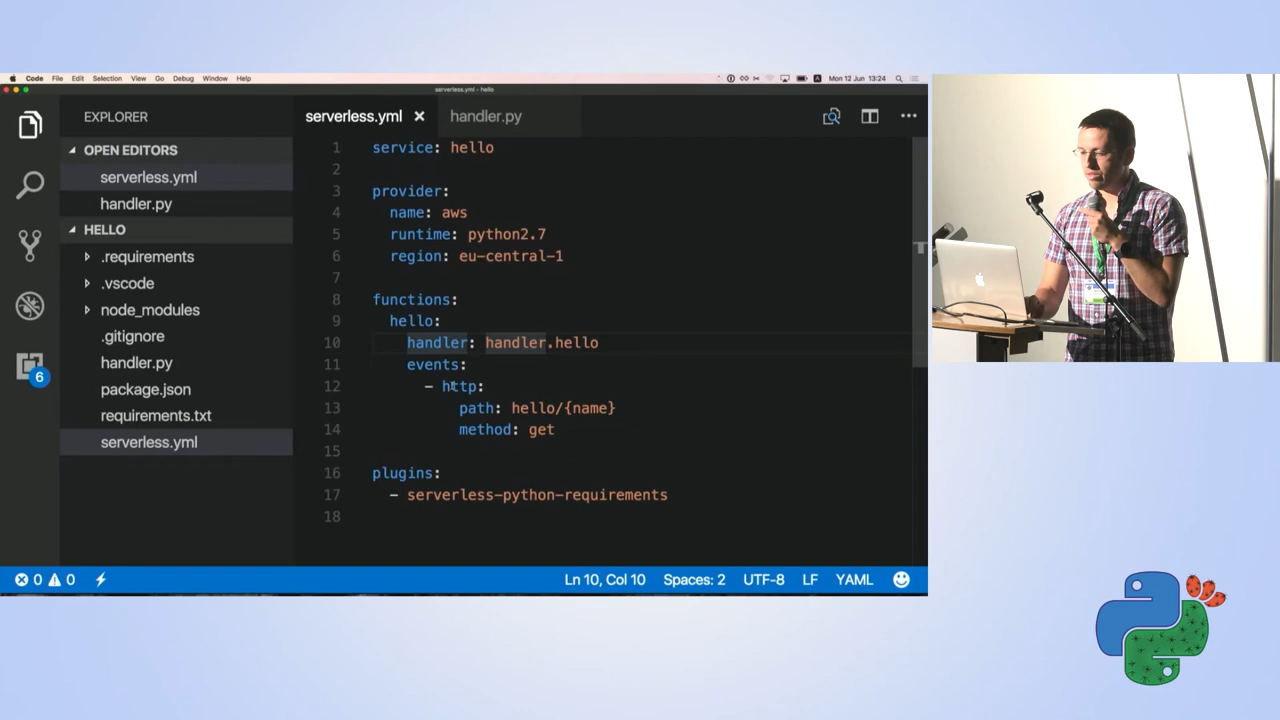 Code File Edit Selection View Go Debug Window Help
Mon 12 Jun 13:24
serverless.yml - hello
EXPLORER
OPEN EDITORS
serverless.yml
handler.py
HELLO
.requirements
.vscode
node_modules
.gitignore
handler.py
package.json
requirements.txt
serverless.yml
6
serverless.yml
handler.py
1 service: hello
2
3 provider:
4 name: aws
5 runtime: python2.7
6 region: eu-central-1
7
8 functions:
9 hello:
10 handler: handler.hello
11 events:
12 - http:
13 path: hello/{name}
14 method: get
15
16 plugins:
17 - serverless-python-requirements
18
0 0
Ln 10, Col 10 Spaces: 2 UTF-8 LF YAML